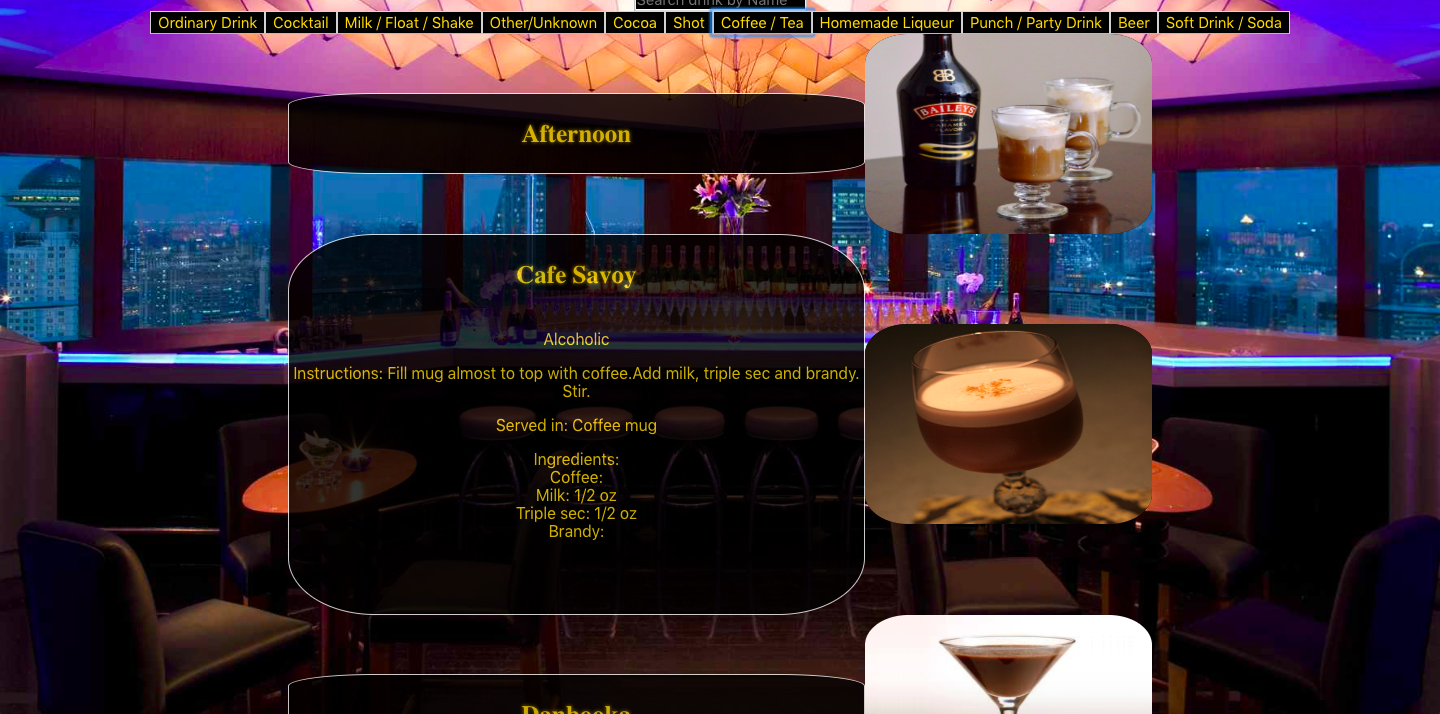 Search drink by Name
Ordinary Drink
Cocktail
Milk / Float / Shake
Other/Unknown
Cocoa
Shot
Coffee / Tea
Homemade Liqueur
Punch / Party Drink
Beer
Soft Drink / Soda
Afternoon
BAILEYS
Cafe Savoy
Alcoholic
Instructions: Fill mug almost to top with coffee.Add milk, triple sec and brandy.
Stir.
Served in: Coffee mug
Ingredients:
Coffee:
Milk: 1/2 oz
Triple sec: 1/2 oz
Brandy: